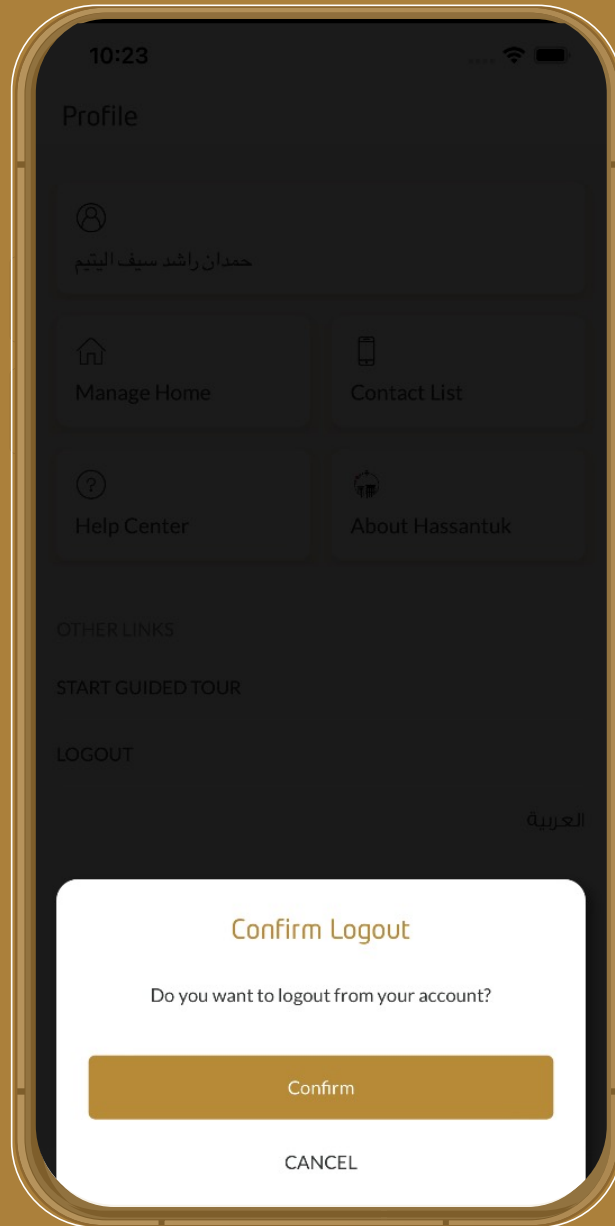 10:23
Profile
حمدان راشد سيف اليتيم
Manage Home
Contact List
Help Center
About Hassantuk
OTHER LINKS
START GUIDED TOUR
LOGOUT
العربية
Confirm Logout
Do you want to logout from your account?
Confirm
CANCEL